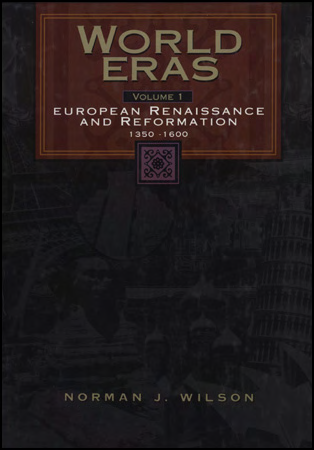 WORLD
ERAS
VOLUME 1
EUROPEAN RENAISSANCE
AND REFORMATION
1350 -1600
NORMAN J. WILSON